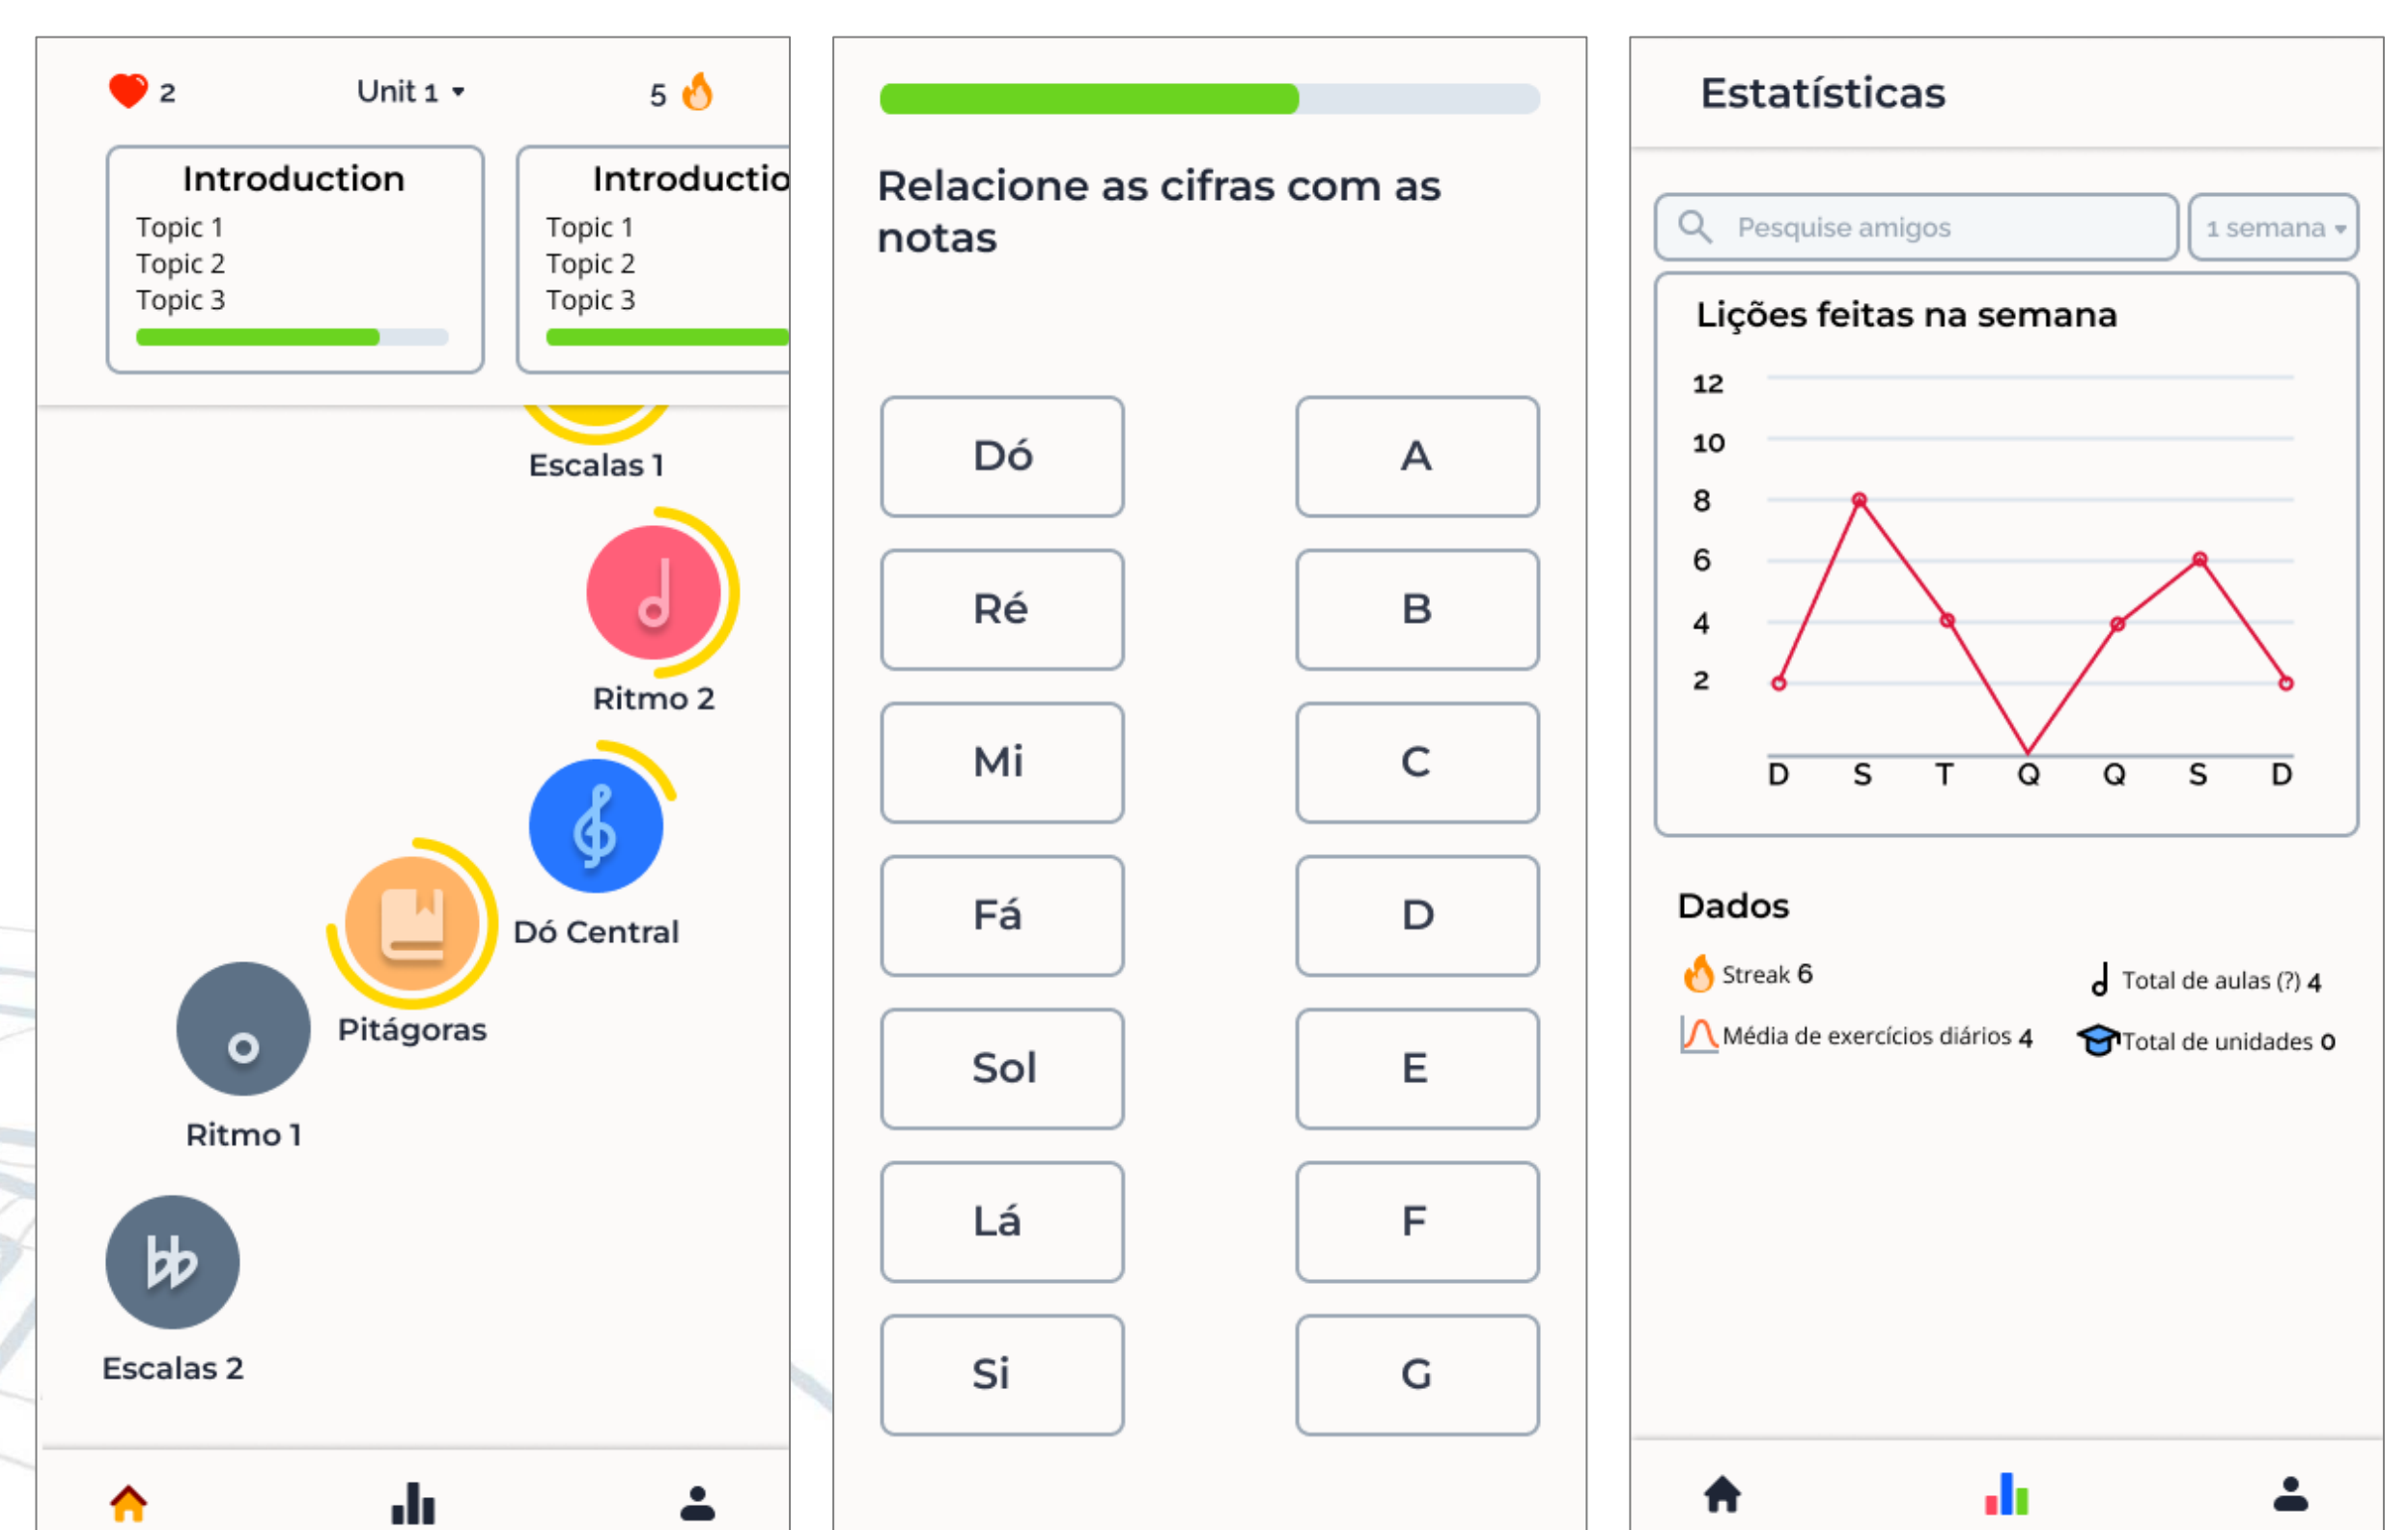 2 Unit 1 5
Introduction
Topic 1
Topic 2
Topic 3
Introductio
Topic 1
Topic 2
Topic 3
Escalas 1
Ritmo 2
Dó Central
Pitágoras
Ritmo 1
Escalas 2
Relacione as cifras com as
notas
Dó A
Ré B
Mi C
Fá D
Sol E
Lá F
Si G
Estatísticas
Pesquise amigos 1 semana
Lições feitas na semana
12
10
8
6
4
2
D S T Q Q S D
Dados
Streak 6 Total de aulas (?) 4
Média de exercícios diários 4 Total de unidades 0